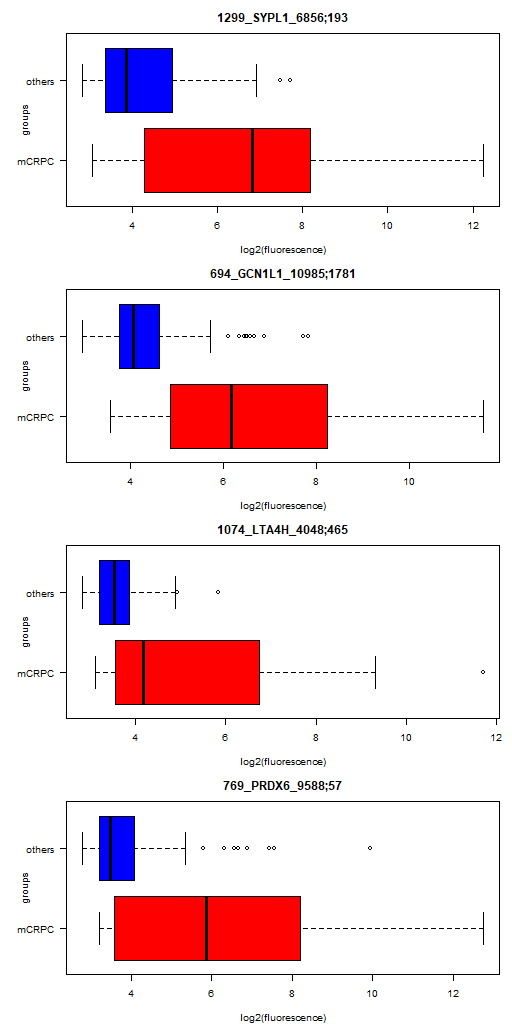 1299_SYPL1_6856;193
others
groups
mCRPC
4 6 8 10 12
log2(fluorescence)
694_GCN1L1_10985;1781
others
groups
mCRPC
4 6 8 10
log2(fluorescence)
1074_LTA4H_4048;465
others
groups
mCRPC
4 6 8 10 12
log2(fluorescence)
769_PRDX6_9588;57
others
groups
mCRPC
4 6 8 10 12
log2(fluorescence)